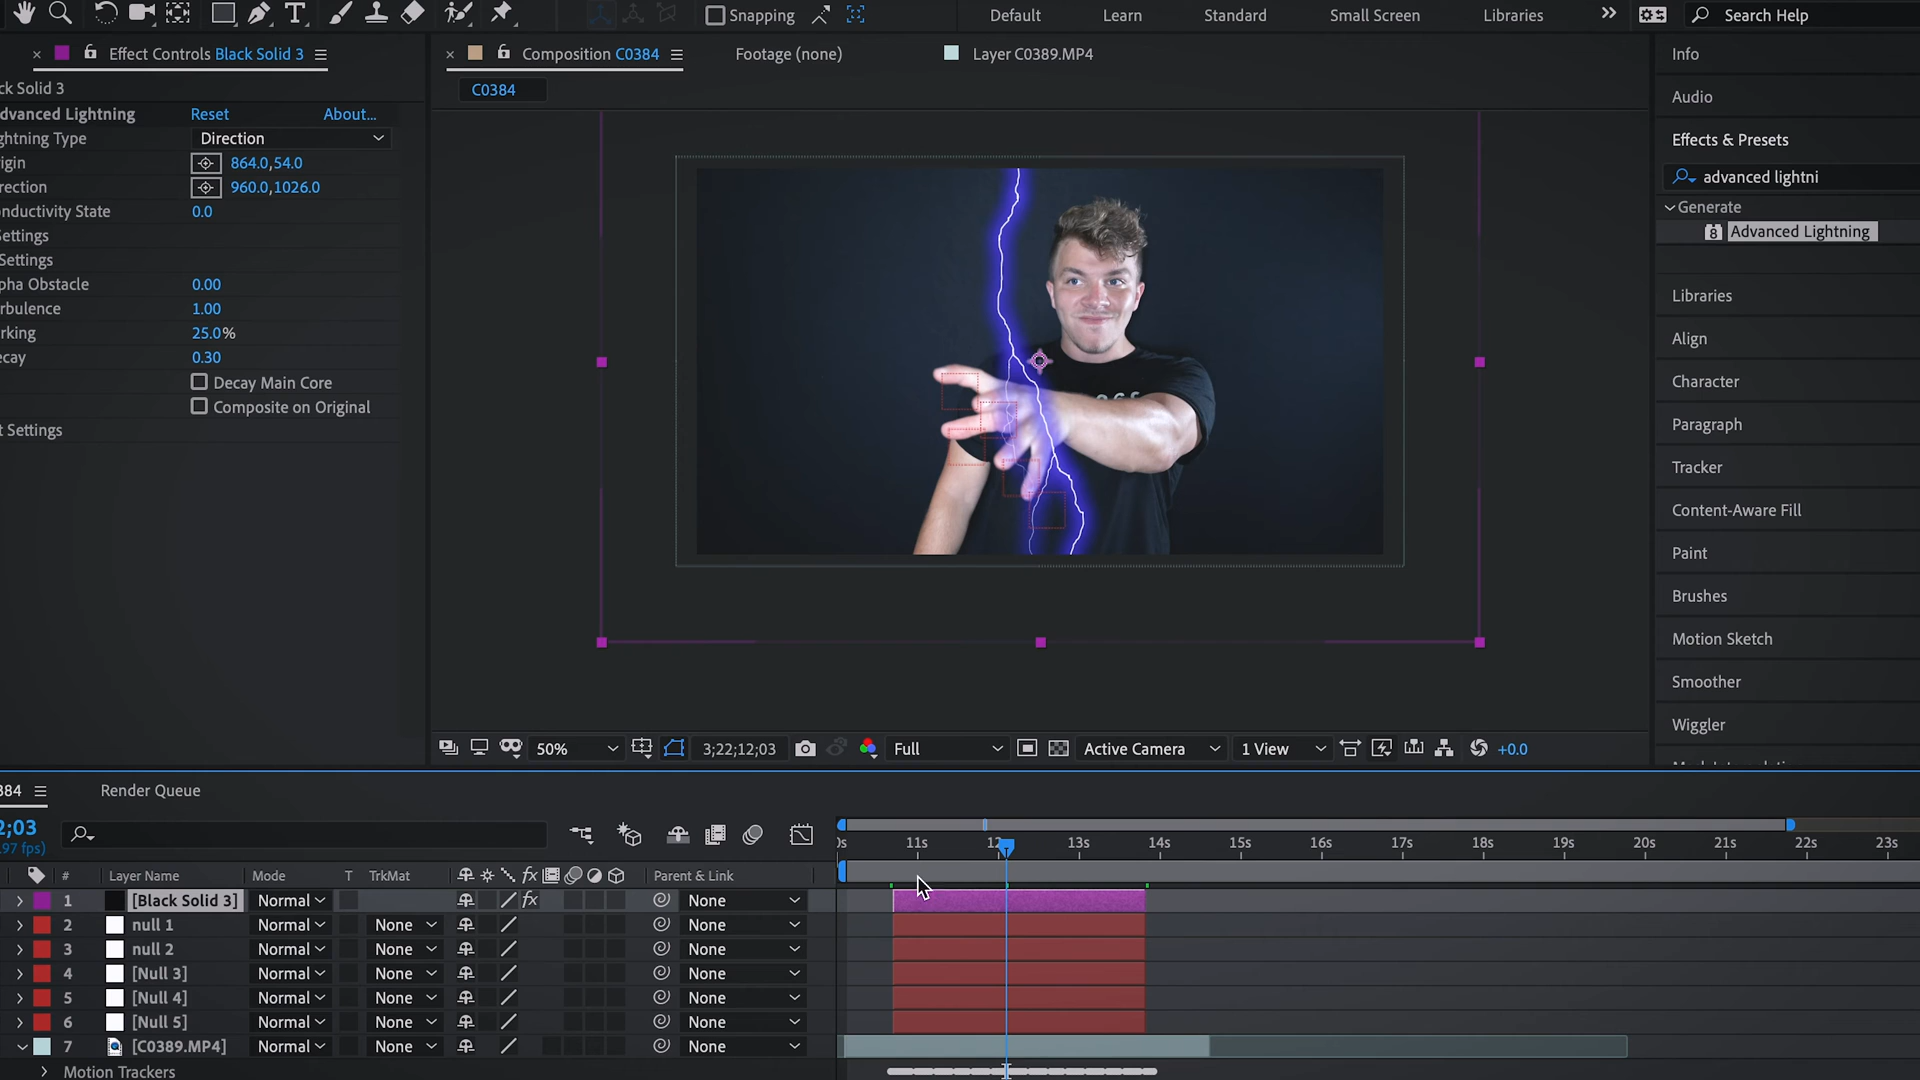 Snapping
Default
Learn
Standard
Small Screen
Libraries
Search Help
× Effect Controls Black Solid 3
× Composition C0384
Footage (none)
Layer C0389.MP4
Info
ck Solid 3
C0384
Audio
dvanced Lightning Reset About...
ghtning Type Direction
Effects & Presets
igin 864.0,54.0
advanced lightni
rection 960.0,1026.0
Generate
onductivity State 0.0
Advanced Lightning
Settings
Settings
pha Obstacle 0.00
Libraries
rbulence 1.00
rking 25.0%
Align
ecay 0.30
Decay Main Core
Character
Composite on Original
t Settings
Paragraph
Tracker
Content-Aware Fill
Paint
Brushes
Motion Sketch
Smoother
Wiggler
50% 3;22;12;03 Full Active Camera 1 View +0.0
384 Render Queue
2;03
97 fps)
0s 11s 12 13s 14s 15s 16s 17s 18s 19s 20s 21s 22s 23s
# Layer Name Mode T TrkMat fx Parent & Link
1 [Black Solid 3] Normal fx None
2 null 1 Normal None None
3 null 2 Normal None None
4 [Null 3] Normal None None
5 [Null 4] Normal None None
6 [Null 5] Normal None None
7 [C0389.MP4] Normal None None
Motion Trackers